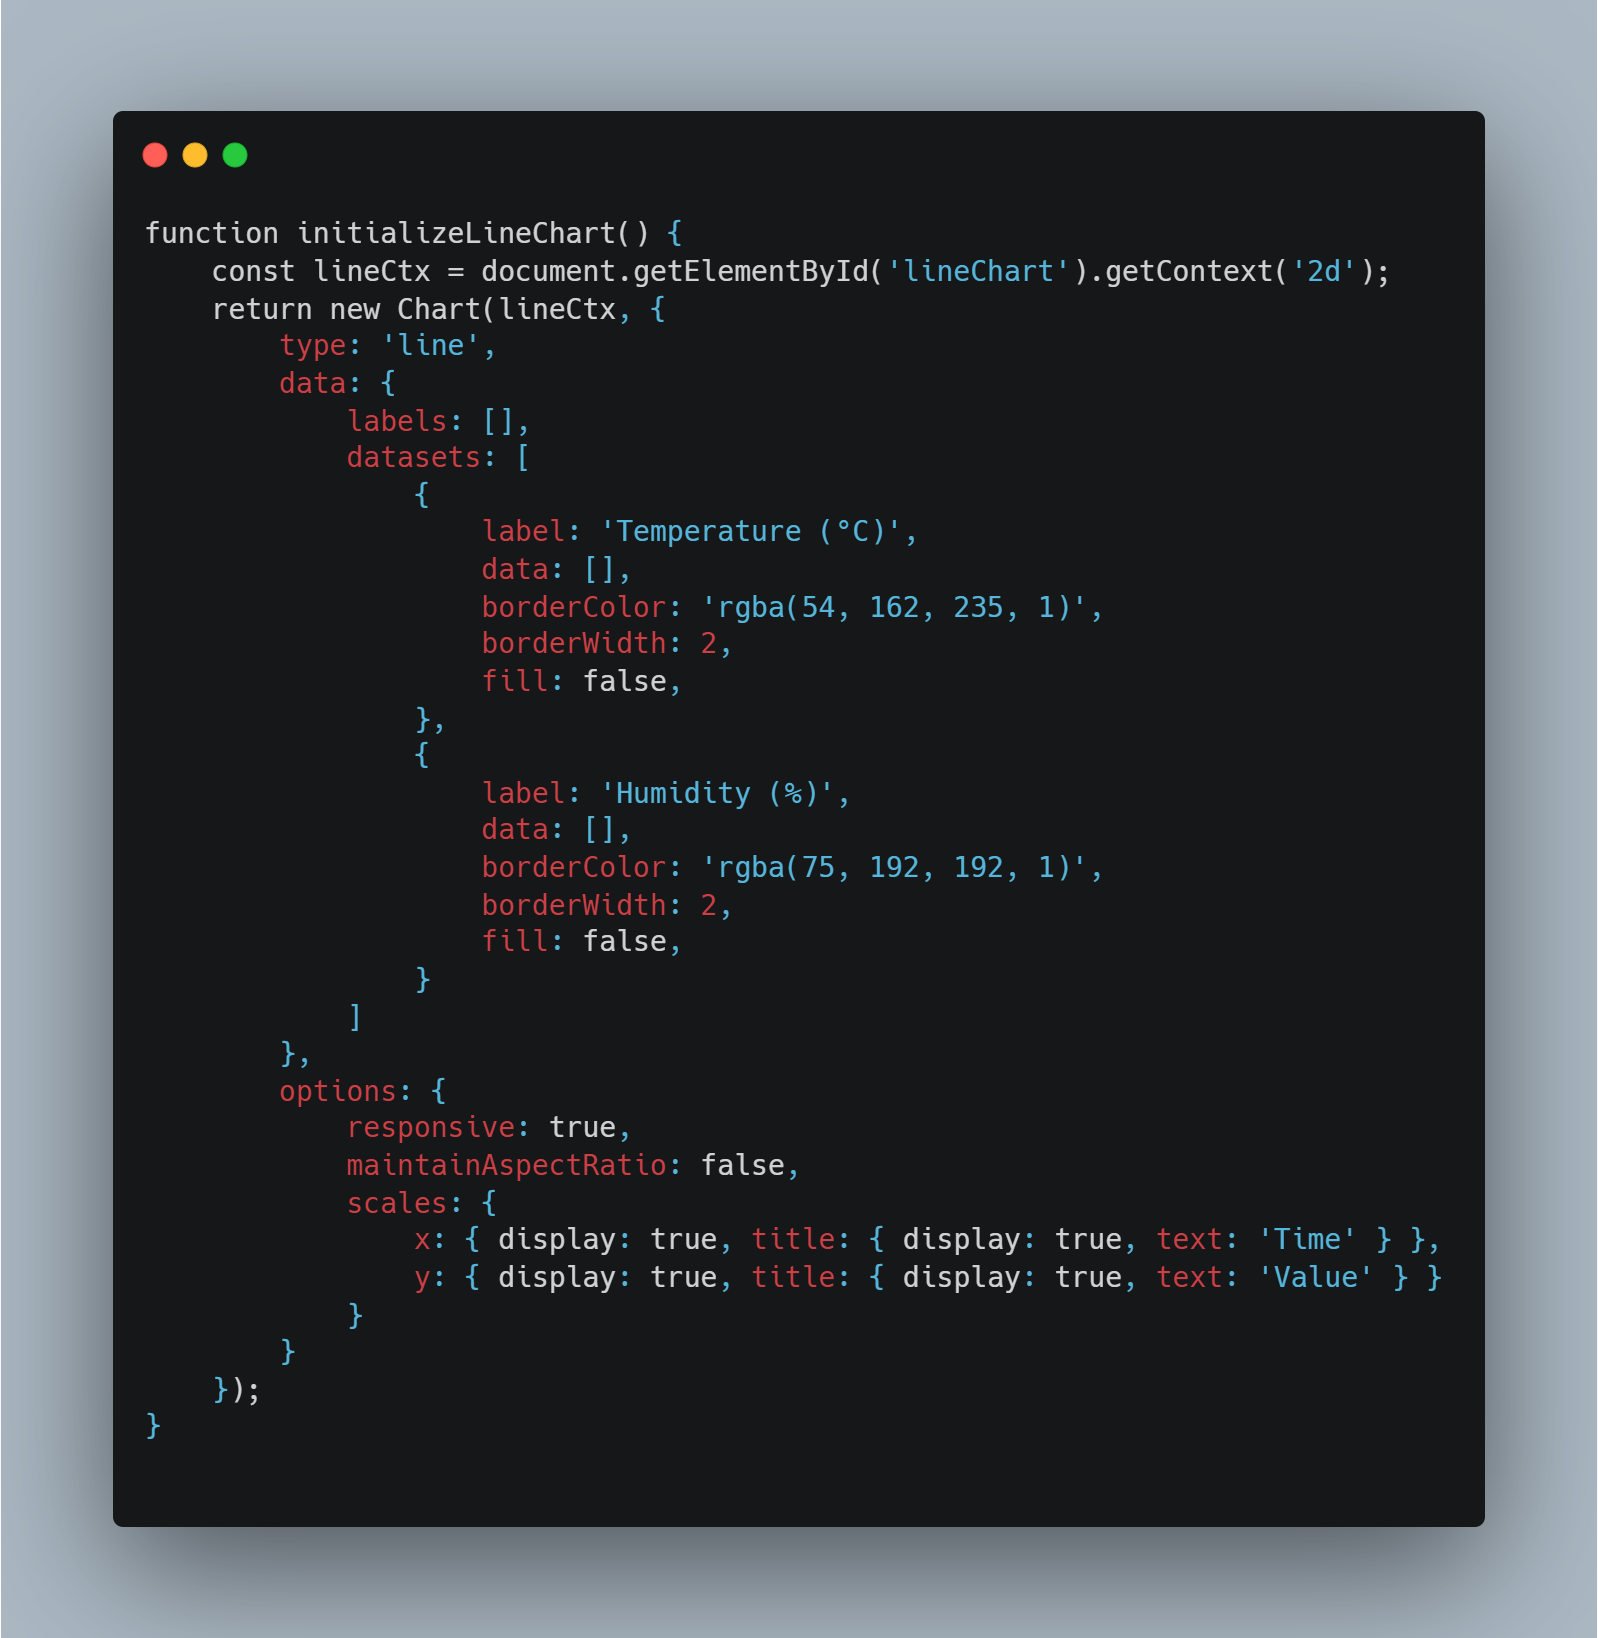 function initializeLineChart() {
    const lineCtx = document.getElementById('lineChart').getContext('2d');
    return new Chart(lineCtx, {
        type: 'line',
        data: {
            labels: [],
            datasets: [
                {
                    label: 'Temperature (°C)',
                    data: [],
                    borderColor: 'rgba(54, 162, 235, 1)',
                    borderWidth: 2,
                    fill: false,
                },
                {
                    label: 'Humidity (%)',
                    data: [],
                    borderColor: 'rgba(75, 192, 192, 1)',
                    borderWidth: 2,
                    fill: false,
                }
            ]
        },
        options: {
            responsive: true,
            maintainAspectRatio: false,
            scales: {
                x: { display: true, title: { display: true, text: 'Time' } },
                y: { display: true, title: { display: true, text: 'Value' } }
            }
        }
    });
}